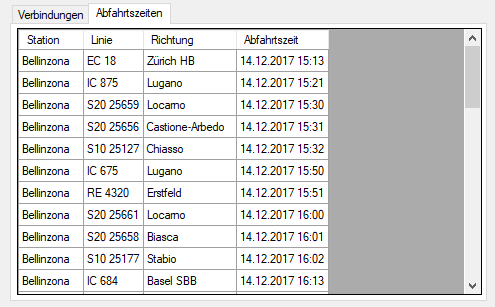 Verbindungen Abfahrtszeiten
Station Linie Richtung Abfahrtszeit
Bellinzona EC 18 Zürich HB 14.12.2017 15:13
Bellinzona IC 875 Lugano 14.12.2017 15:21
Bellinzona S20 25659 Locarno 14.12.2017 15:30
Bellinzona S20 25656 Castione-Arbedo 14.12.2017 15:31
Bellinzona S10 25127 Chiasso 14.12.2017 15:32
Bellinzona IC 675 Lugano 14.12.2017 15:50
Bellinzona RE 4320 Erstfeld 14.12.2017 15:51
Bellinzona S20 25661 Locarno 14.12.2017 16:00
Bellinzona S20 25658 Biasca 14.12.2017 16:01
Bellinzona S10 25177 Stabio 14.12.2017 16:02
Bellinzona IC 684 Basel SBB 14.12.2017 16:13